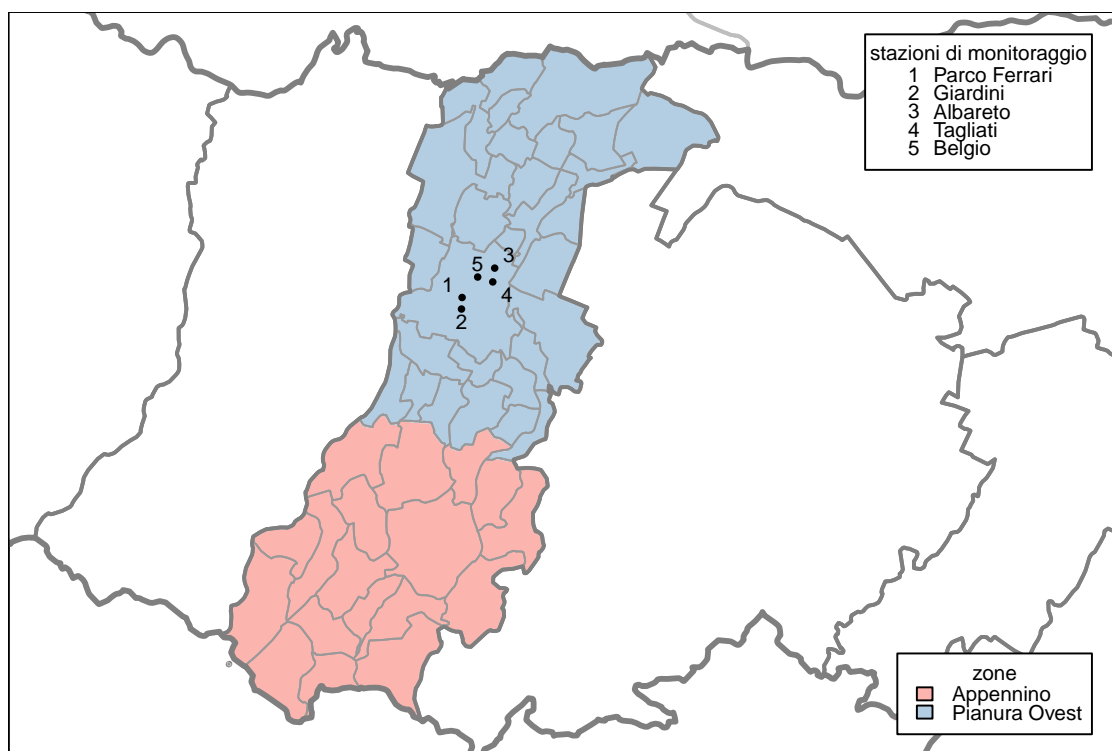 stazioni di monitoraggio
1 Parco Ferrari
2 Giardini
3 Albareto
4 Tagliati
5 Belgio
3
5
1
4
2
zone
Appennino
Pianura Ovest